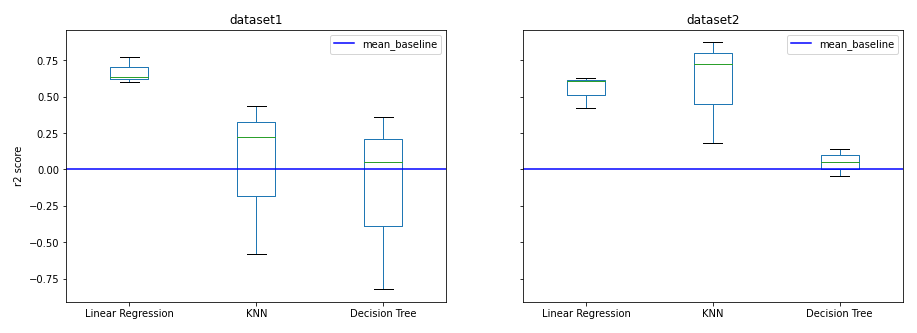 dataset1
dataset2
mean_baseline
mean_baseline
r2 score
0.75
0.50
0.25
0.00
−0.25
−0.50
−0.75
Linear Regression
KNN
Decision Tree
Linear Regression
KNN
Decision Tree